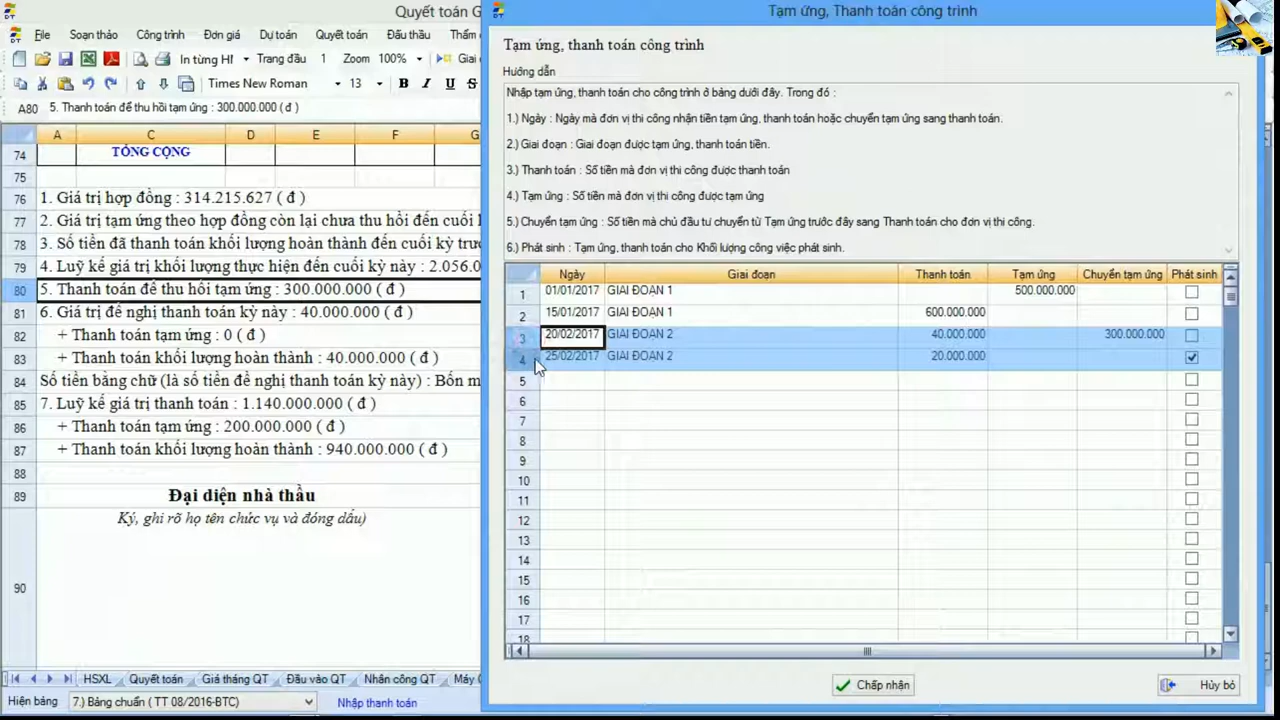 Quyết toán G
Tạm ứng, Thanh toán công trình
File Soạn thảo Công trình Đơn giá Dự toán Quyết toán Đấu thầu Thẩm
In từng HM Trang đầu 1 Zoom 100% Giai
Times New Roman 13 B I U S
A80 5. Thanh toán để thu hồi tạm ứng : 300.000.000 ( đ )
A C D E F G
74 TỔNG CỘNG
75
76 1. Giá trị hợp đồng : 314.215.627 ( đ )
77 2. Giá trị tạm ứng theo hợp đồng còn lại chưa thu hồi đến cuối
78 3. Số tiền đã thanh toán khối lượng hoàn thành đến cuối kỳ trư
79 4. Luỹ kế giá trị khối lượng thực hiện đến cuối kỳ này : 2.056.0
80 5. Thanh toán để thu hồi tạm ứng : 300.000.000 ( đ )
81 6. Giá trị đề nghị thanh toán kỳ này : 40.000.000 ( đ )
82 + Thanh toán tạm ứng : 0 ( đ )
83 + Thanh toán khối lượng hoàn thành : 40.000.000 ( đ )
84 Số tiền bằng chữ (là số tiền đề nghị thanh toán kỳ này) : Bốn m
85 7. Luỹ kế giá trị thanh toán : 1.140.000.000 ( đ )
86 + Thanh toán tạm ứng : 200.000.000 ( đ )
87 + Thanh toán khối lượng hoàn thành : 940.000.000 ( đ )
88
89 Đại diện nhà thầu
Ký, ghi rõ họ tên chức vụ và đóng dấu)
90
HSXL Quyết toán Giá tháng QT Đầu vào QT Nhân công QT Máy
Hiện bảng 7.) Bảng chuẩn ( TT 08/2016-BTC) Nhập thanh toán
Tạm ứng, thanh toán công trình
Hướng dẫn
Nhập tạm ứng, thanh toán cho công trình ở bảng dưới đây. Trong đó :
1.) Ngày : Ngày mà đơn vị thi công nhận tiền tạm ứng, thanh toán hoặc chuyển tạm ứng sang thanh toán.
2.) Giai đoạn : Giai đoạn được tạm ứng, thanh toán tiền.
3.) Thanh toán : Số tiền mà đơn vị thi công được thanh toán
4.) Tạm ứng : Số tiền mà đơn vị thi công được tạm ứng
5.) Chuyển tạm ứng : Số tiền mà chủ đầu tư chuyển từ Tạm ứng trước đây sang Thanh toán cho đơn vị thi công.
6.) Phát sinh : Tạm ứng, thanh toán cho Khối lượng công việc phát sinh.
Ngày Giai đoạn Thanh toán Tạm ứng Chuyển tạm ứng Phát sinh
1 01/01/2017 GIAI ĐOẠN 1 500.000.000
2 15/01/2017 GIAI ĐOẠN 1 600.000.000
3 20/02/2017 GIAI ĐOẠN 2 40.000.000 300.000.000
4 25/02/2017 GIAI ĐOẠN 2 20.000.000
5
6
7
8
9
10
11
12
13
14
15
16
17
18
Chấp nhận Hủy bỏ